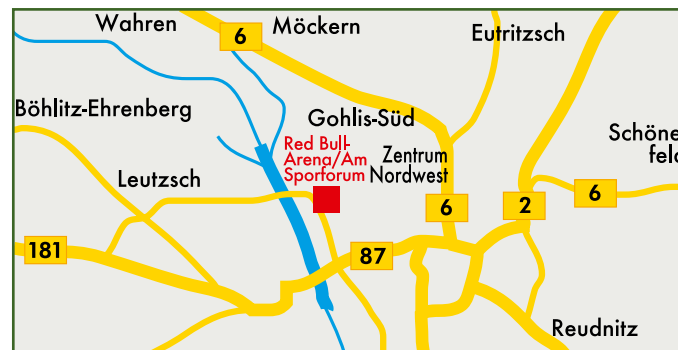 Wahren
6
Möckern
Eutritzsch
Böhlitz-Ehrenberg
Gohlis-Süd
Red Bull-
Arena/Am
Sporforum
Zentrum
Nordwest
Schöne
feld
Leutzsch
6
2
6
181
87
Reudnitz